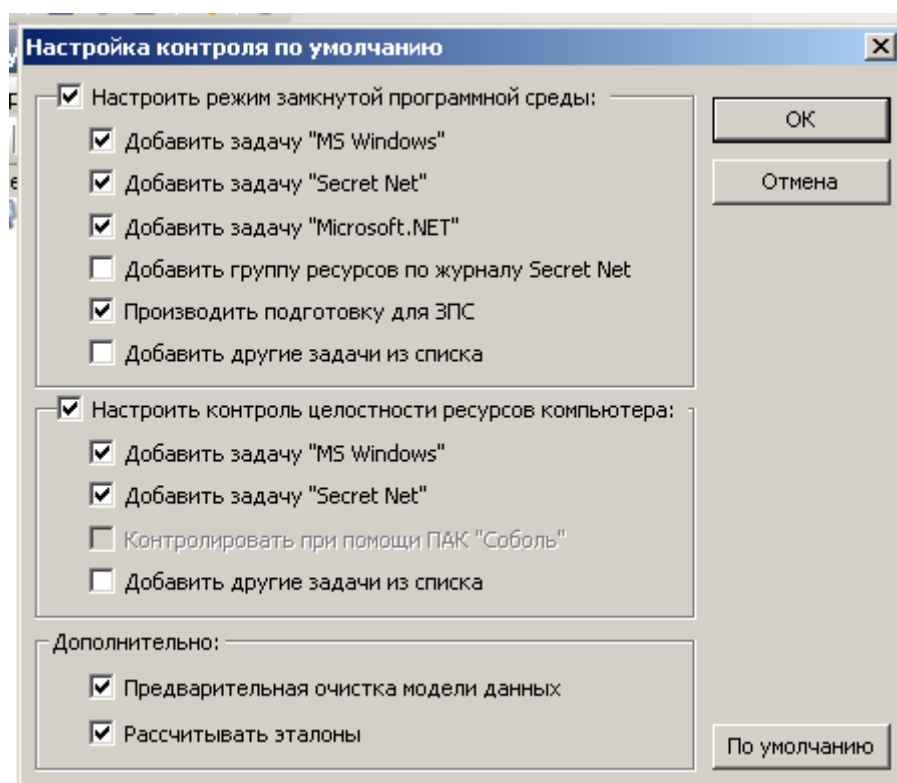 Настройка контроля по умолчанию
Настроить режим замкнутой программной среды:
Добавить задачу "MS Windows"
Добавить задачу "Secret Net"
Добавить задачу "Microsoft.NET"
Добавить группу ресурсов по журналу Secret Net
Производить подготовку для ЗПС
Добавить другие задачи из списка
Настроить контроль целостности ресурсов компьютера:
Добавить задачу "MS Windows"
Добавить задачу "Secret Net"
Контролировать при помощи ПАК "Соболь"
Добавить другие задачи из списка
Дополнительно:
Предварительная очистка модели данных
Рассчитывать эталоны
ОК
Отмена
По умолчанию